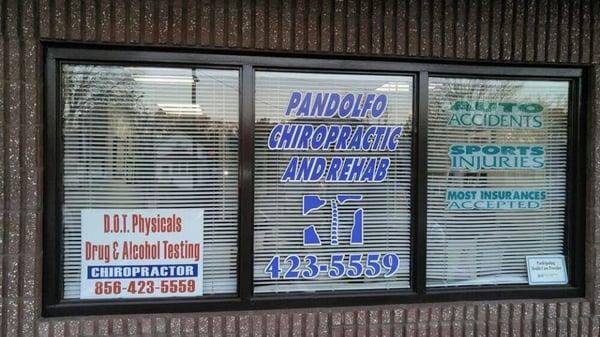 D.O.T. Physicals
Drug & Alcohol Testing
CHIROPRACTOR
856-423-5559
PANDOLFO
CHIROPRACTIC
AND REHAB
423-5559
AUTO
ACCIDENTS
SPORTS
INJURIES
MOST INSURANCES
ACCEPTED
Participating